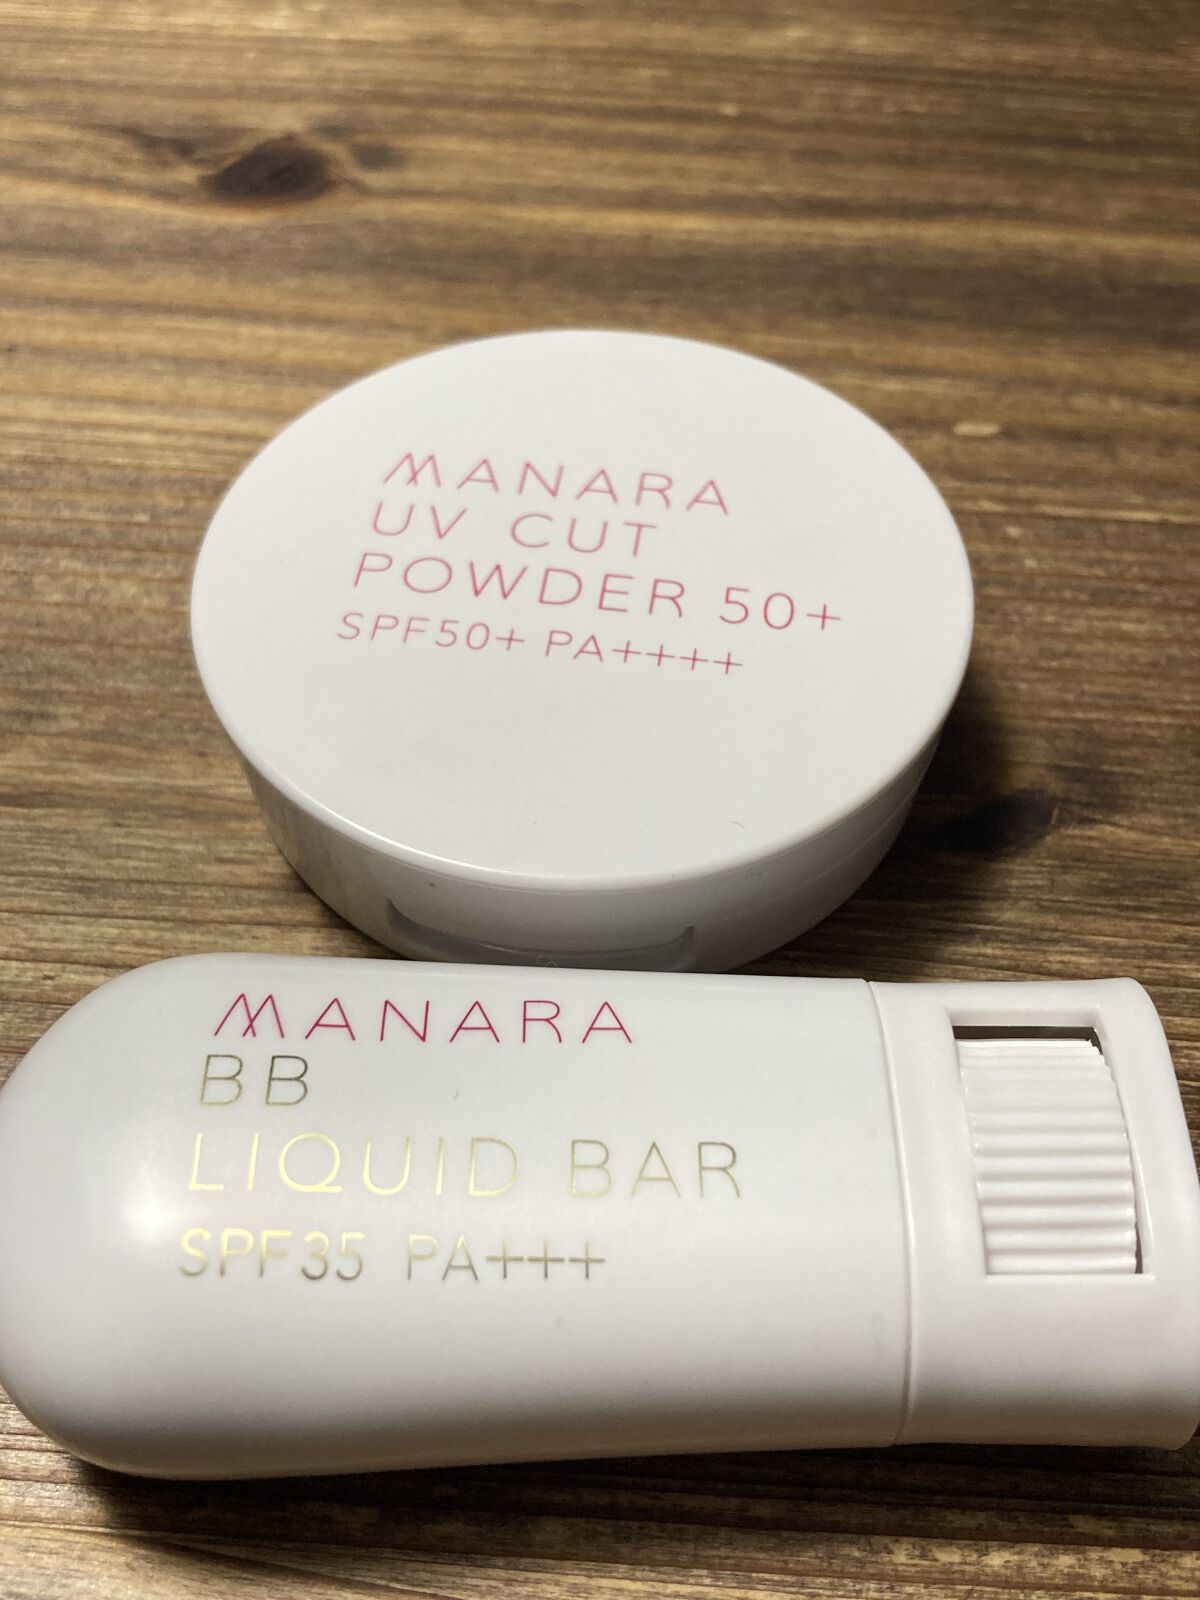 MANARA
UV CUT
POWDER 50+
SPF50+ PA++++
MANARA
BB
LIQUID BAR
SPF35 PA+++